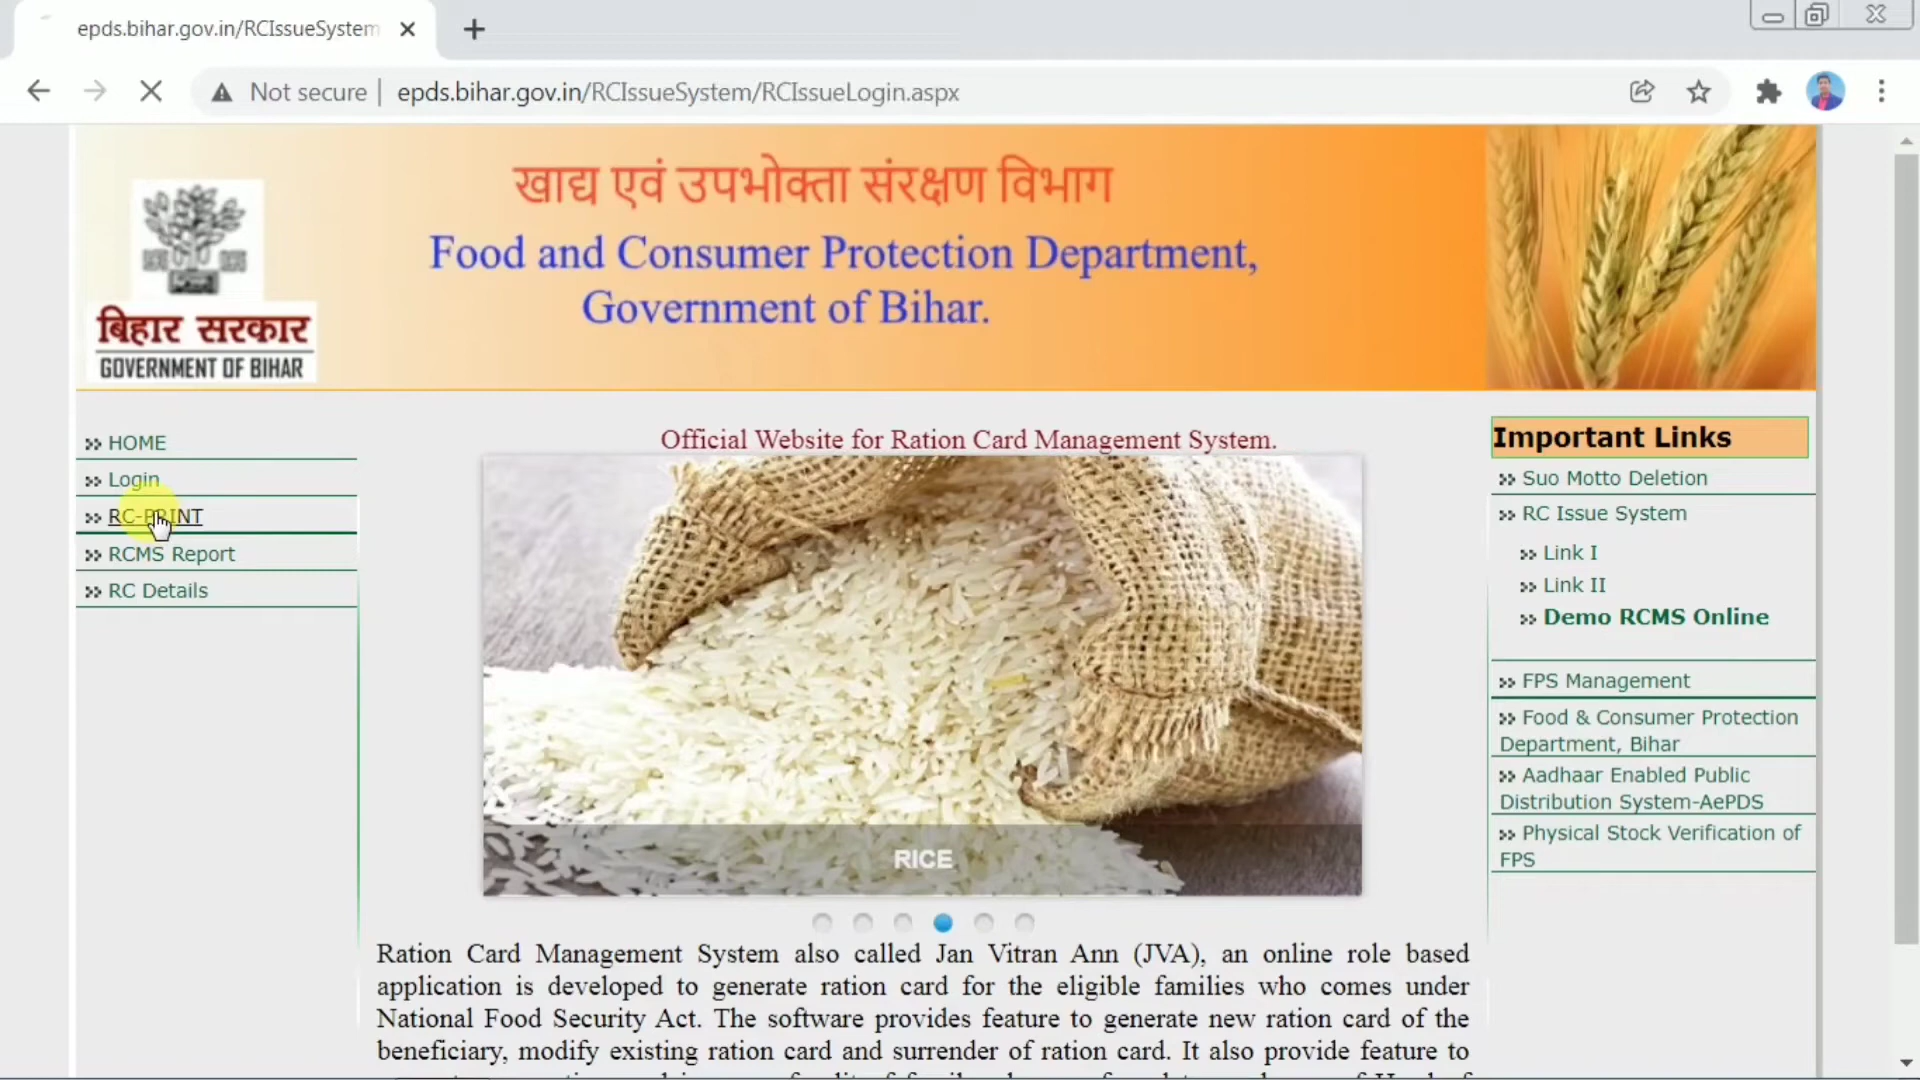 epds.bihar.gov.in/RCIssueSystem
Not secure | epds.bihar.gov.in/RCIssueSystem/RCIssueLogin.aspx
खाद्य एवं उपभोक्ता संरक्षण विभाग
Food and Consumer Protection Department,
Government of Bihar.
बिहार सरकार
GOVERNMENT OF BIHAR
HOME
Login
RC-PRINT
RCMS Report
RC Details
Official Website for Ration Card Management System.
RICE
Ration Card Management System also called Jan Vitran Ann (JVA), an online role based
application is developed to generate ration card for the eligible families who comes under
National Food Security Act. The software provides feature to generate new ration card of the
beneficiary, modify existing ration card and surrender of ration card. It also provide feature to
Important Links
Suo Motto Deletion
RC Issue System
Link I
Link II
Demo RCMS Online
FPS Management
Food & Consumer Protection
Department, Bihar
Aadhaar Enabled Public
Distribution System-AePDS
Physical Stock Verification of
FPS